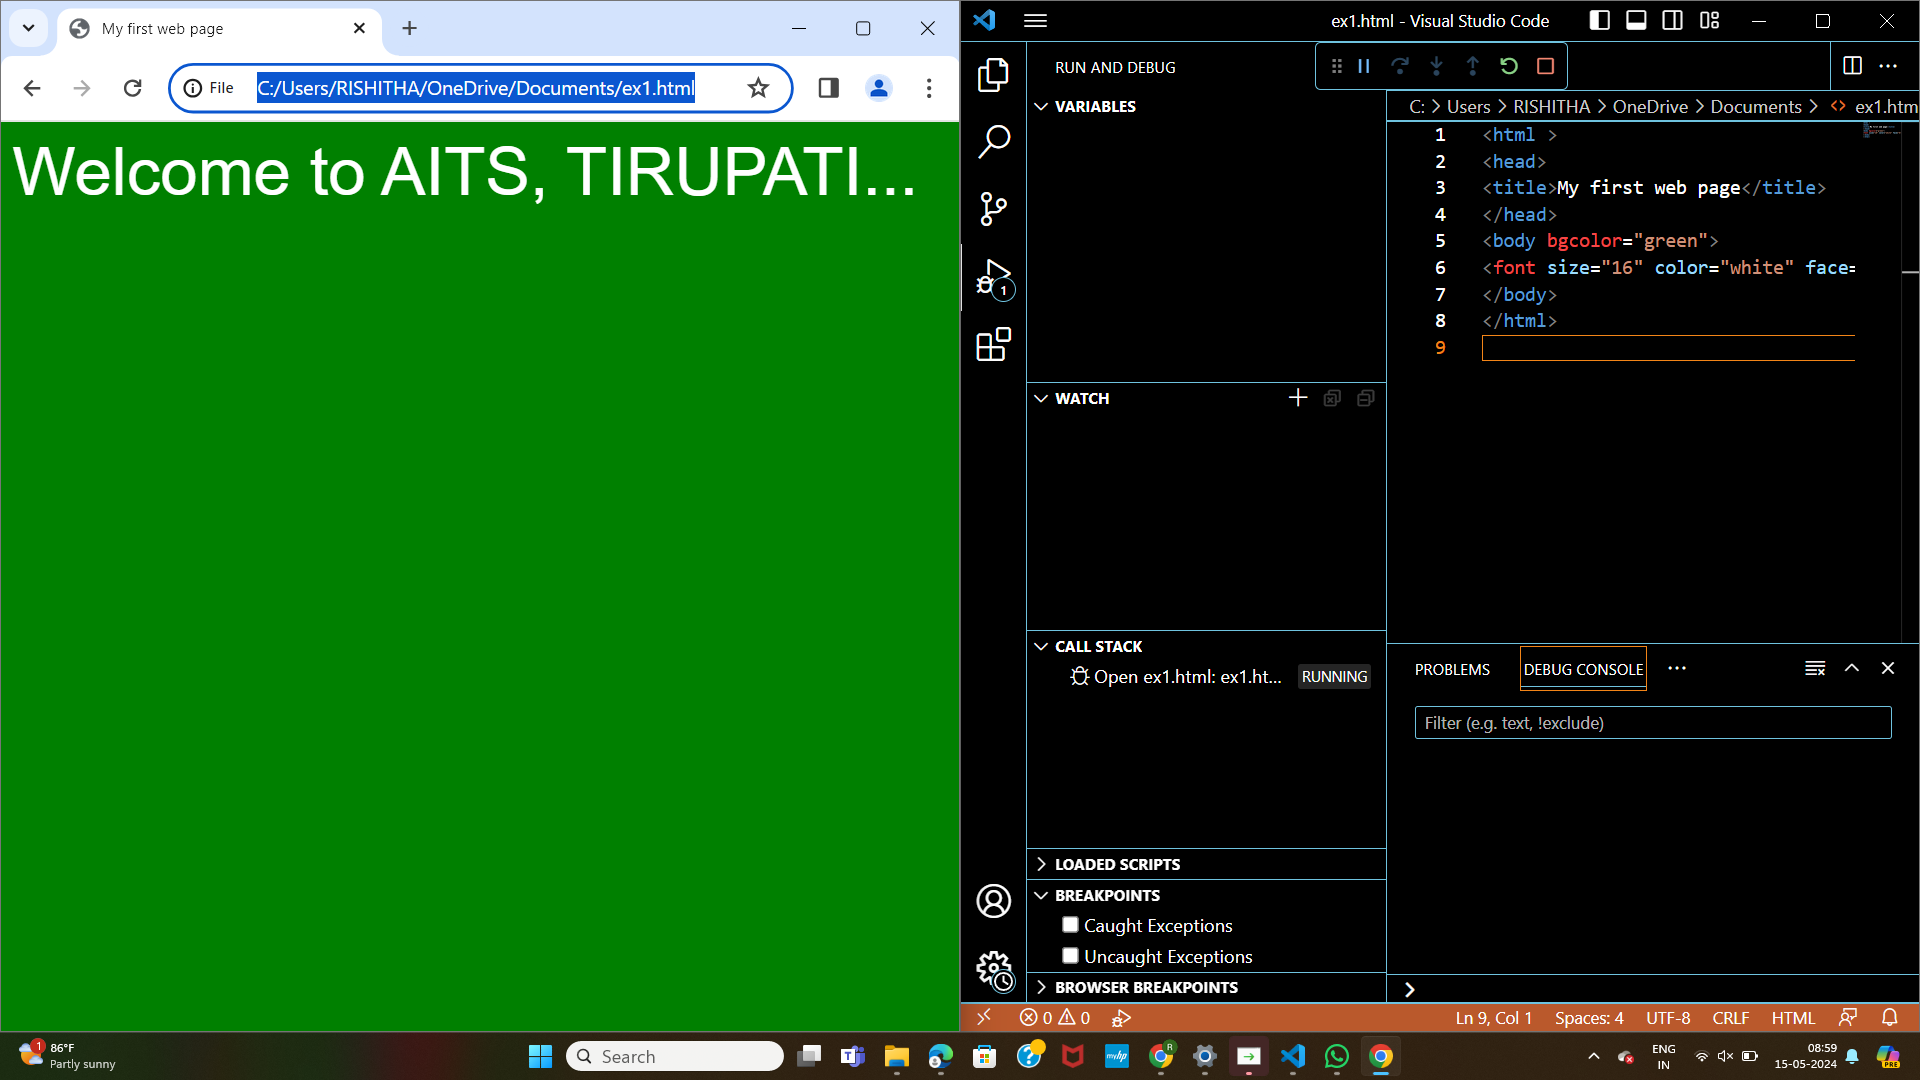 My first web page
File
C:/Users/RISHITHA/OneDrive/Documents/ex1.html
Welcome to AITS, TIRUPATI...
ex1.html - Visual Studio Code
RUN AND DEBUG
VARIABLES
WATCH
CALL STACK
Open ex1.html: ex1.ht... RUNNING
LOADED SCRIPTS
BREAKPOINTS
Caught Exceptions
Uncaught Exceptions
BROWSER BREAKPOINTS
1
C: > Users > RISHITHA > OneDrive > Documents > <> ex1.htm
1 <html >
2 <head>
3 <title>My first web page</title>
4 </head>
5 <body bgcolor="green">
6 <font size="16" color="white" face=
7 </body>
8 </html>
9
PROBLEMS DEBUG CONSOLE ...
Filter (e.g. text, !exclude)
>
0 0
Ln 9, Col 1 Spaces: 4 UTF-8 CRLF HTML
1
86°F
Partly sunny
Search
T
myhp
R
ENG
IN
08:59
15-05-2024
PRE